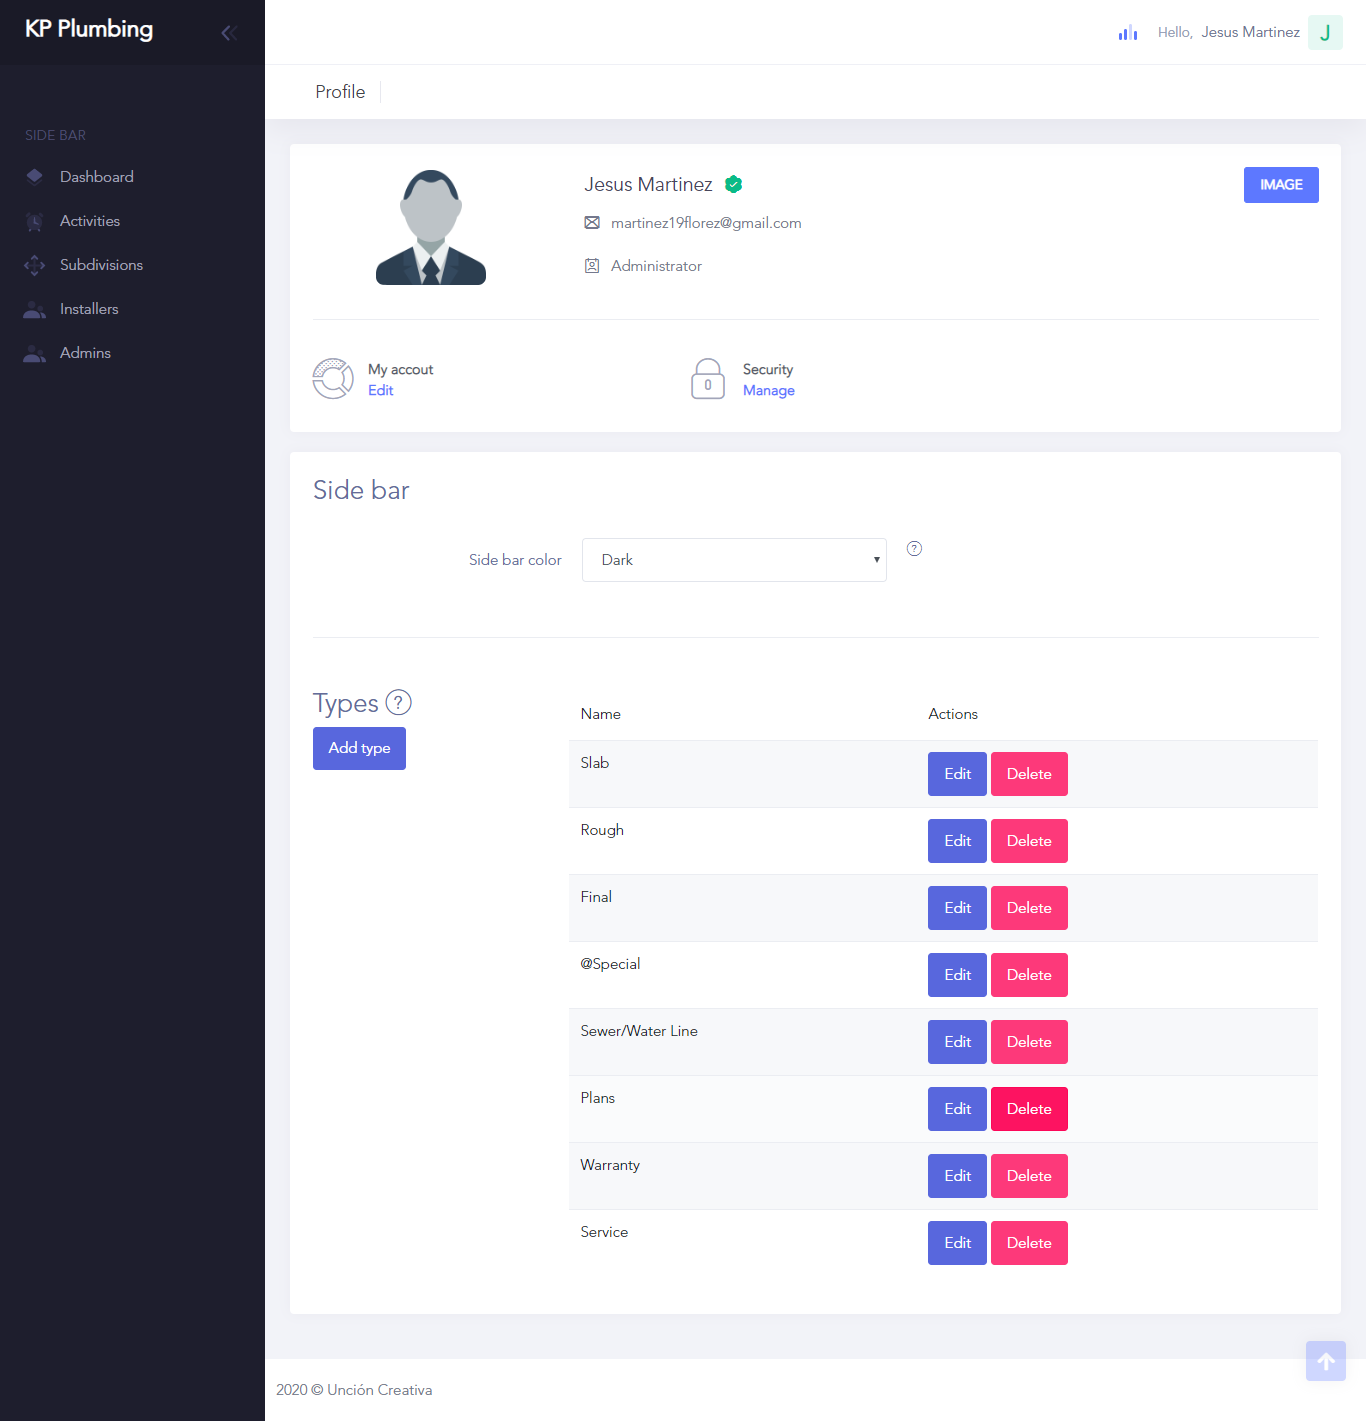 KP Plumbing
Hello, Jesus Martinez J
Profile
SIDE BAR
Dashboard
Activities
Subdivisions
Installers
Admins
Jesus Martinez
IMAGE
martinez19florez@gmail.com
Administrator
My accout
Edit
0
Security
Manage
Side bar
Side bar color
Dark
?
Types ?
Add type
Name Actions
Slab Edit Delete
Rough Edit Delete
Final Edit Delete
@Special Edit Delete
Sewer/Water Line Edit Delete
Plans Edit Delete
Warranty Edit Delete
Service Edit Delete
2020 © Unción Creativa